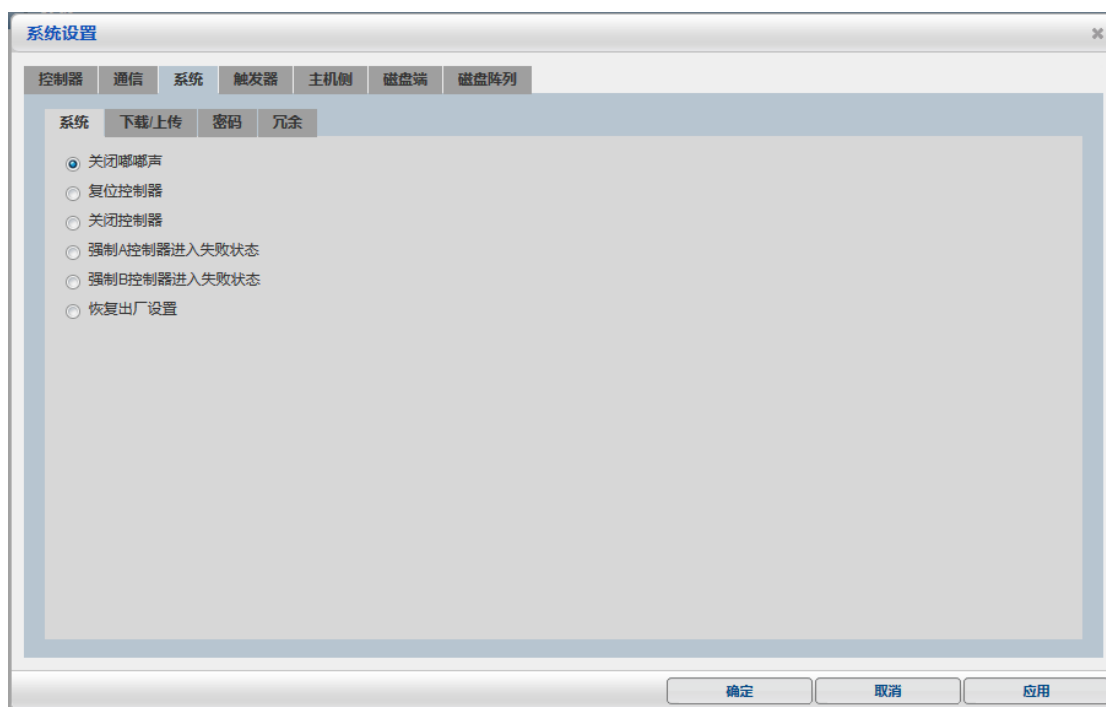 系统设置
控制器 通信 系统 触发器 主机侧 磁盘端 磁盘阵列
系统 下载/上传 密码 冗余
关闭嘟嘟声
复位控制器
关闭控制器
强制A控制器进入失败状态
强制B控制器进入失败状态
恢复出厂设置
确定 取消 应用